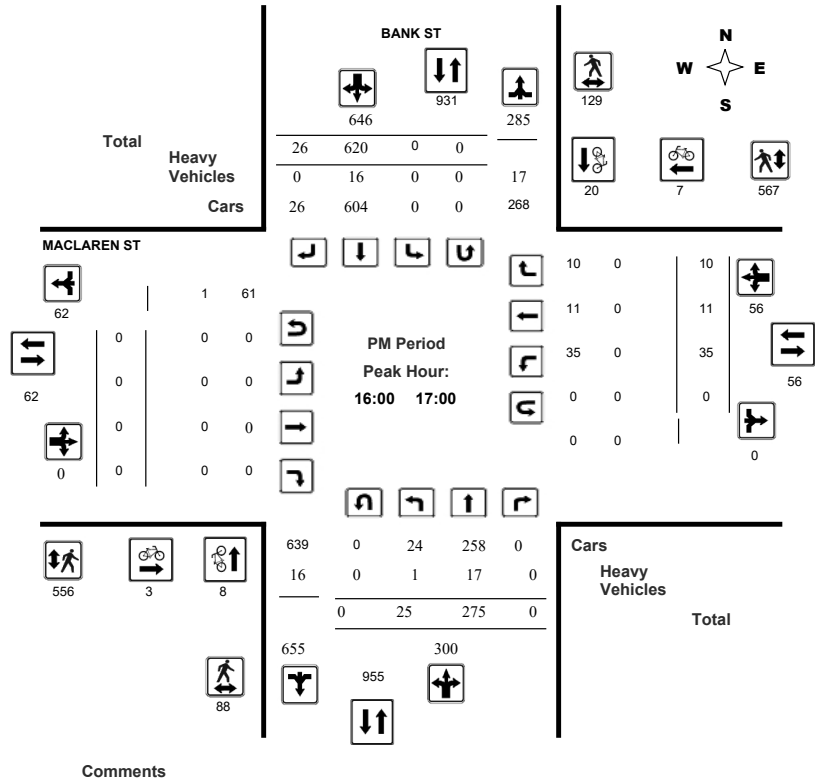 BANK ST
N
W E
S
931
646 285 129
Total 26 620 0 0
Heavy
Vehicles 0 16 0 0 17
20 7 567
Cars 26 604 0 0 268
MACLAREN ST
10 0 10
62 1 61
56
11 0 11
0 0 0
PM Period
35 0 35
Peak Hour:
62 56
0 0 0
16:00 17:00
0 0 0
0 0 0
0 0
0
0 0 0 0
639 0 24 258 0 Cars
16 0 1 17 0 Heavy
Vehicles
556 3 8
0 25 275 0 Total
655 300
955
88
Comments